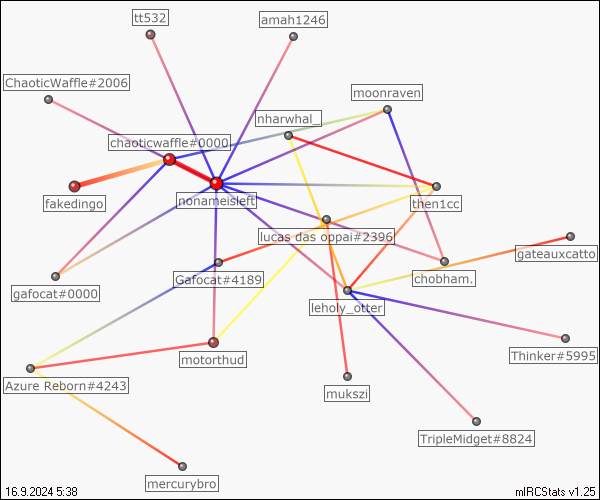 tt532
amah1246
ChaoticWaffle#2006
moonraven
nharwhal_
chaoticwaffle#0000
fakedingo
nonameisleft
then1cc
lucas das oppai#2396
gateauxcatto
Gafocat#4189
chobham.
gafocat#0000
leholy_otter
motorthud
Thinker#5995
Azure Reborn#4243
mukszi
TripleMidget#8824
mercurybro
16.9.2024 5:38
mIRCStats v1.25